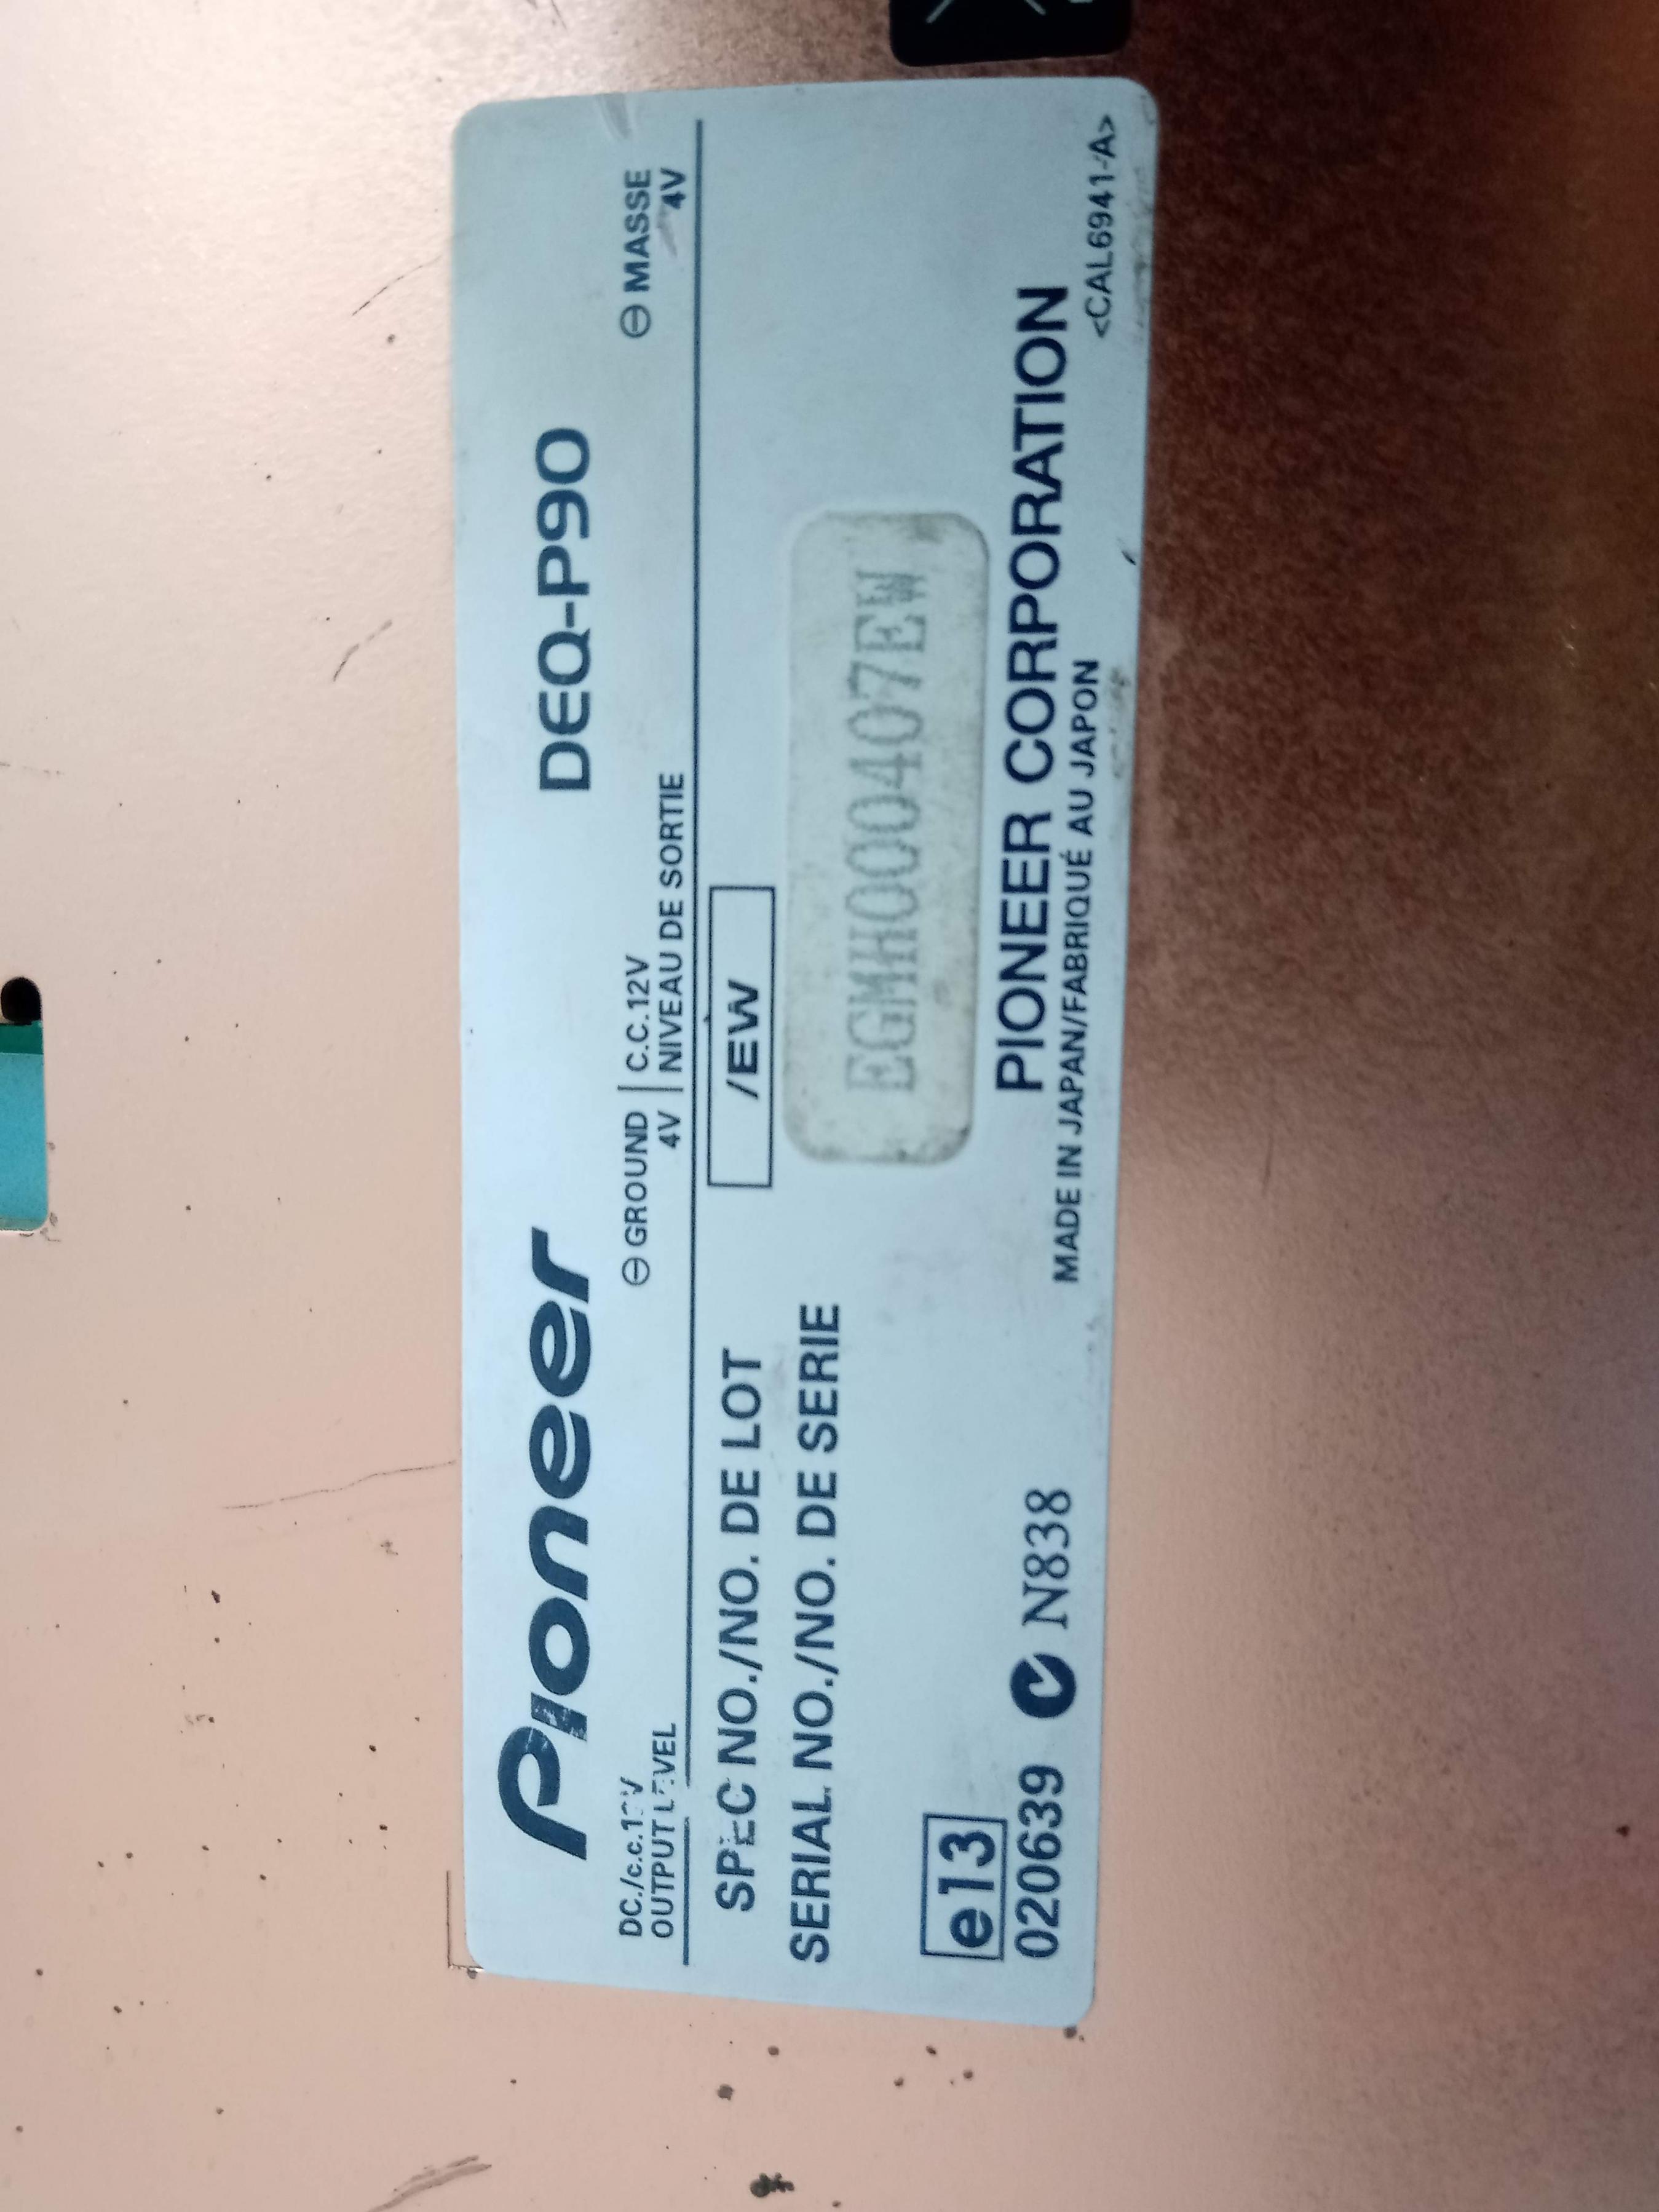 Pioneer DEQ-P90
DC./c.c.12V ⊖ GROUND | C.C.12V ⊖ MASSE
OUTPUT LEVEL 4V | NIVEAU DE SORTIE 4V
SPEC NO./NO. DE LOT /EW
SERIAL NO./NO. DE SERIE EGMH000407EW
e13
020639 N838
PIONEER CORPORATION
MADE IN JAPAN/FABRIQUÉ AU JAPON
<CAL6941-A>